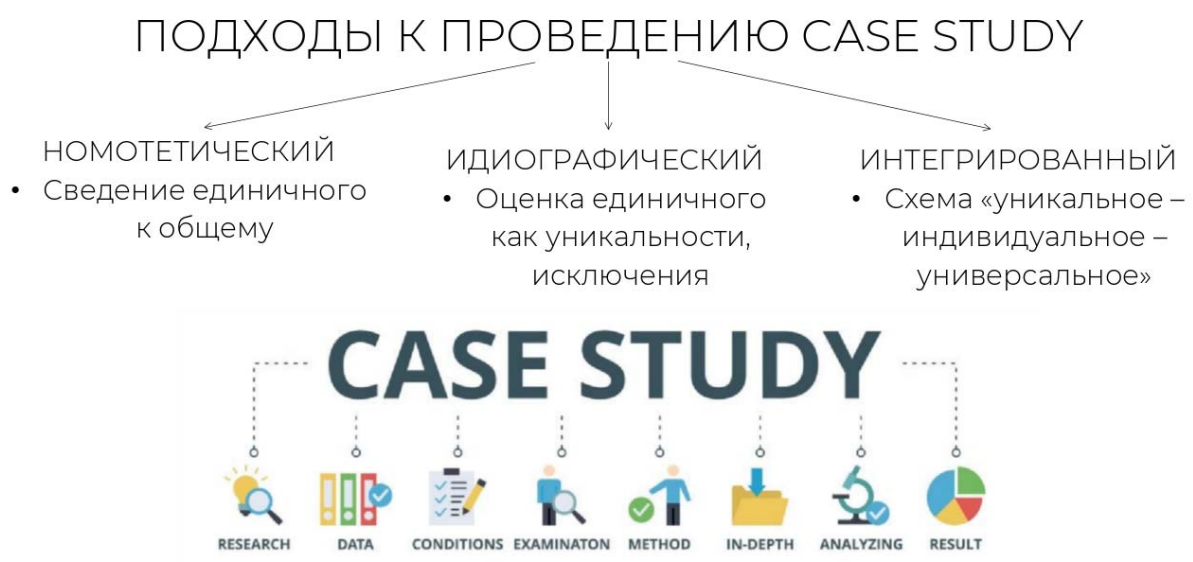 ПОДХОДЫ К ПРОВЕДЕНИЮ CASE STUDY
НОМОТЕТИЧЕСКИЙ
• Сведение единичного
к общему
ИДИОГРАФИЧЕСКИЙ
• Оценка единичного
как уникальности,
исключения
ИНТЕГРИРОВАННЫЙ
• Схема «уникальное –
индивидуальное –
универсальное»
CASE STUDY
RESEARCH DATA CONDITIONS EXAMINATON METHOD IN-DEPTH ANALYZING RESULT